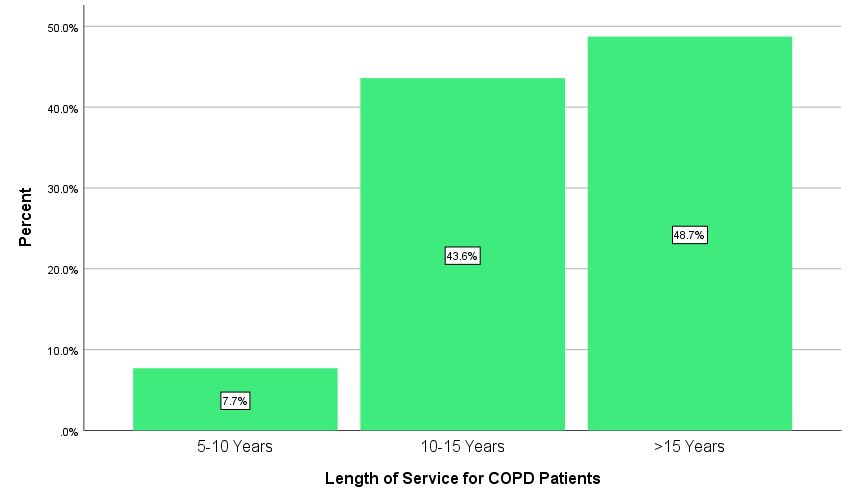 50.0%
40.0%
30.0%
20.0%
10.0%
.0%
Percent
7.7%
43.6%
48.7%
5-10 Years
10-15 Years
>15 Years
Length of Service for COPD Patients